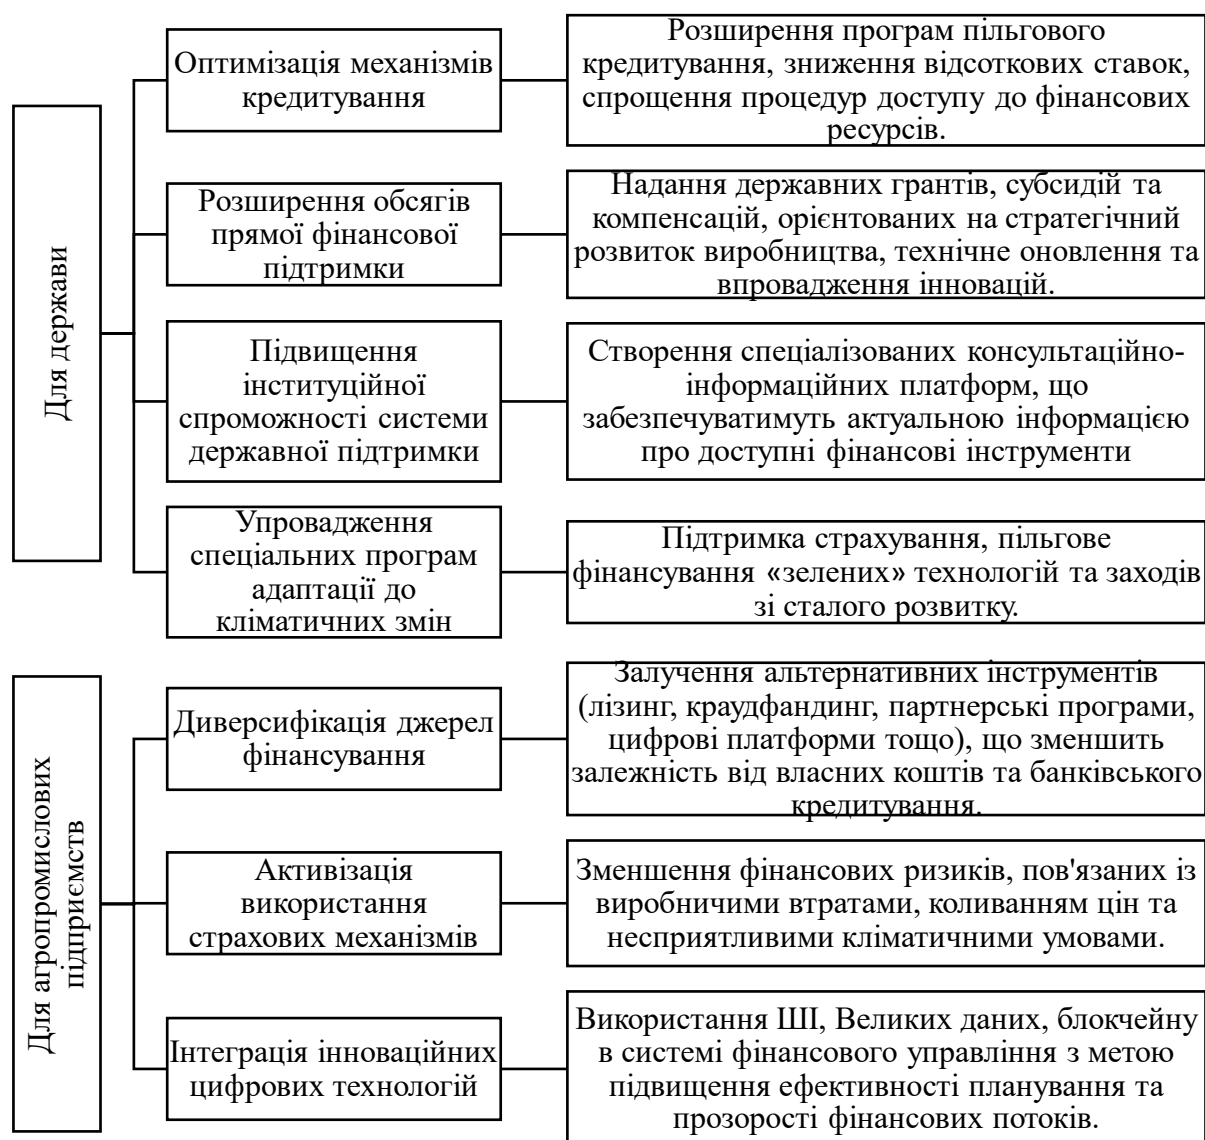 Для держави
Оптимізація механізмів
кредитування
Розширення програм пільгового
кредитування, зниження відсоткових ставок,
спрощення процедур доступу до фінансових
ресурсів.
Розширення обсягів
прямої фінансової
підтримки
Надання державних грантів, субсидій та
компенсацій, орієнтованих на стратегічний
розвиток виробництва, технічне оновлення та
впровадження інновацій.
Підвищення
інституційної
спроможності системи
державної підтримки
Створення спеціалізованих консультаційно-
інформаційних платформ, що
забезпечуватимуть актуальною інформацією
про доступні фінансові інструменти
Упровадження
спеціальних програм
адаптації до
кліматичних змін
Підтримка страхування, пільгове
фінансування «зелених» технологій та заходів
зі сталого розвитку.
Для агропромислових
підприємств
Диверсифікація джерел
фінансування
Залучення альтернативних інструментів
(лізинг, краудфандинг, партнерські програми,
цифрові платформи тощо), що зменшить
залежність від власних коштів та банківського
кредитування.
Активізація
використання
страхових механізмів
Зменшення фінансових ризиків, пов'язаних із
виробничими втратами, коливанням цін та
несприятливими кліматичними умовами.
Інтеграція інноваційних
цифрових технологій
Використання ШІ, Великих даних, блокчейну
в системі фінансового управління з метою
підвищення ефективності планування та
прозорості фінансових потоків.